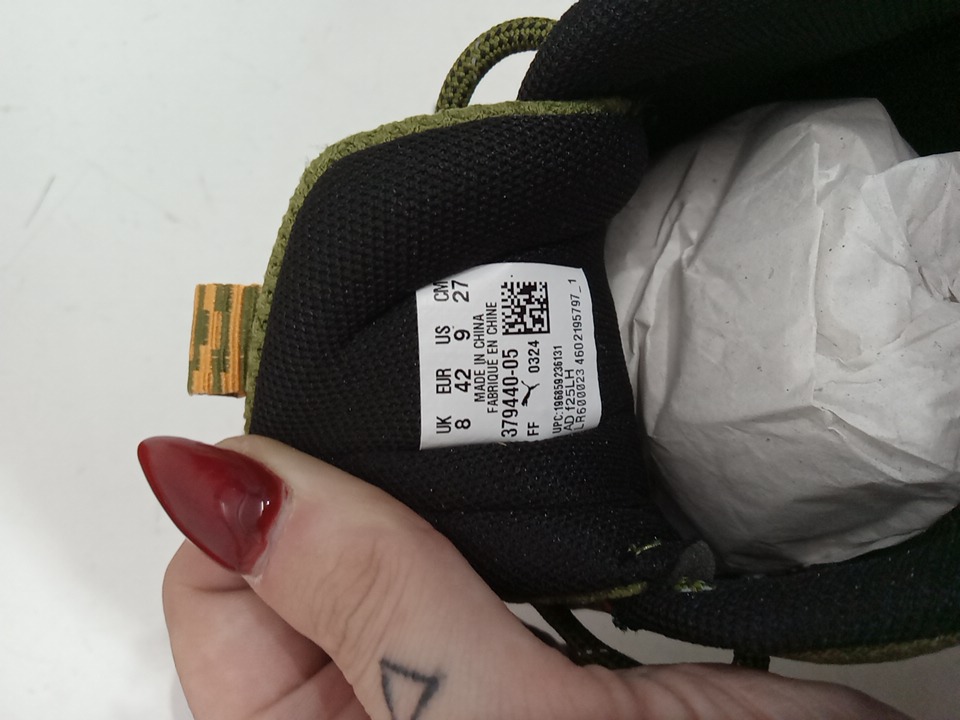 UK EUR US CM
8 42 9 27
MADE IN CHINA
FABRIQUE EN CHINE
379440-05
FF 0324
UPC:196859236131
AD f25LH
LR600023 4602195797_1